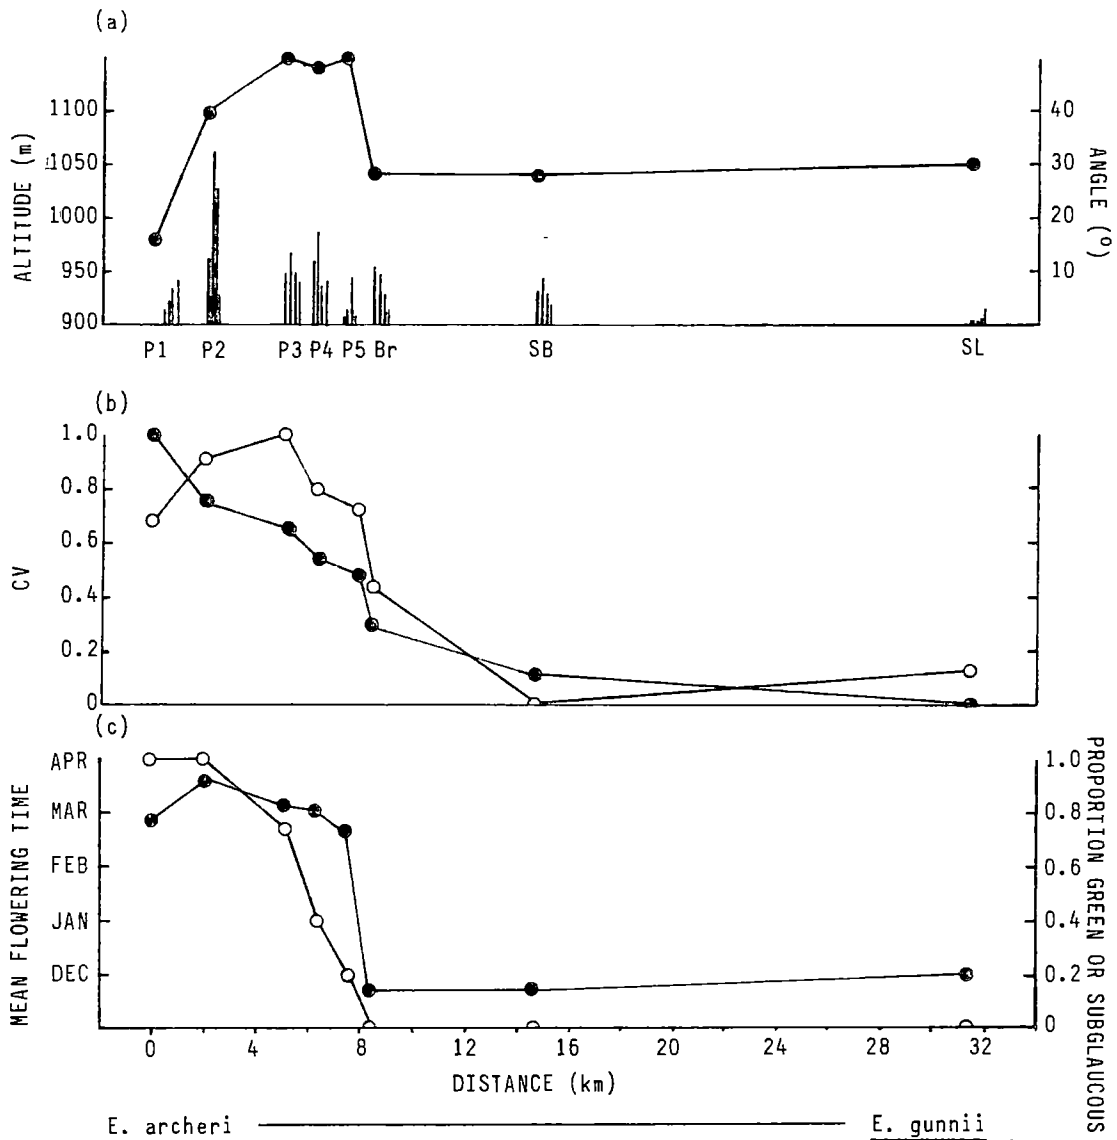 (a)
1100
1050
1000
950
900
ALTITUDE (m)
40
30
20
10
ANGLE (°)
P1 P2 P3 P4 P5 Br SB SL
(b)
1.0
0.8
0.6
0.4
0.2
0
CV
(c)
APR
MAR
FEB
JAN
DEC
MEAN FLOWERING TIME
1.0
0.8
0.6
0.4
0.2
0
PROPORTION GREEN OR SUBGLAUCOUS
0 4 8 12 16 20 24 28 32
DISTANCE (km)
E. archeri E. gunnii